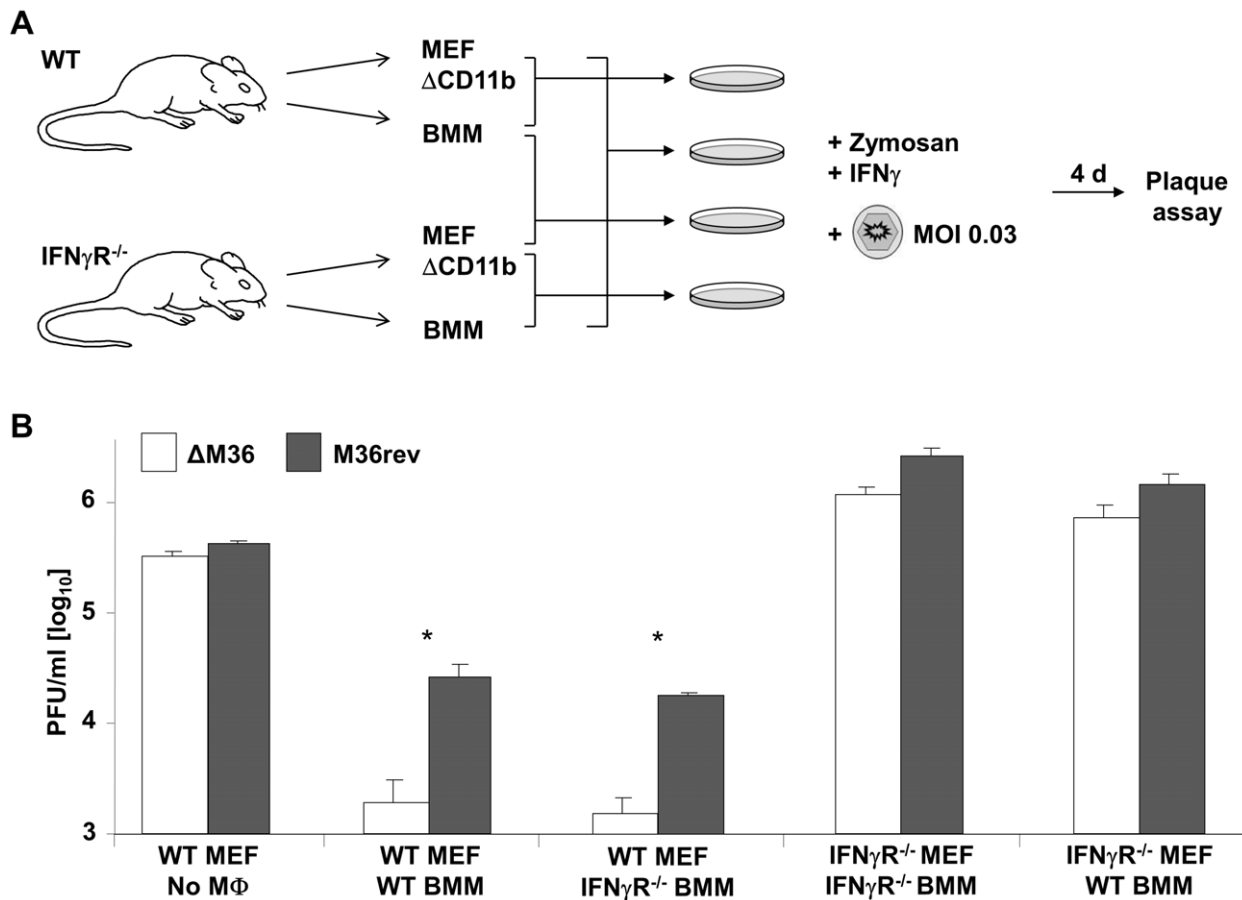 A
WT
MEF
ΔCD11b
BMM
IFNγR-/-
MEF
ΔCD11b
BMM
+ Zymosan
+ IFNγ
+ MOI 0.03
4 d
Plaque
assay
B
ΔM36 M36rev
PFU/ml [log10]
6
5
4
3
* *
WT MEF
No MΦ
WT MEF
WT BMM
WT MEF
IFNγR-/- BMM
IFNγR-/- MEF
IFNγR-/- BMM
IFNγR-/- MEF
WT BMM